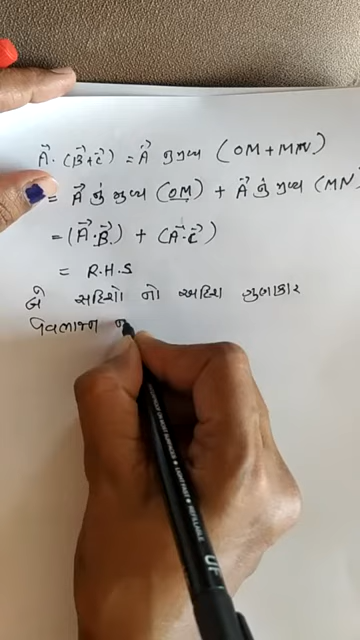 A⃗ · (B⃗ + C⃗) = A⃗ નું મુલ્ય (OM + MN)
= A⃗ નું મુલ્ય (OM) + A⃗ નું મુલ્ય (MN)
= (A⃗ · B⃗) + (A⃗ · C⃗)
= R.H.S
બે સદિશો નો અદિશ ગુણાકાર
વિભાજન